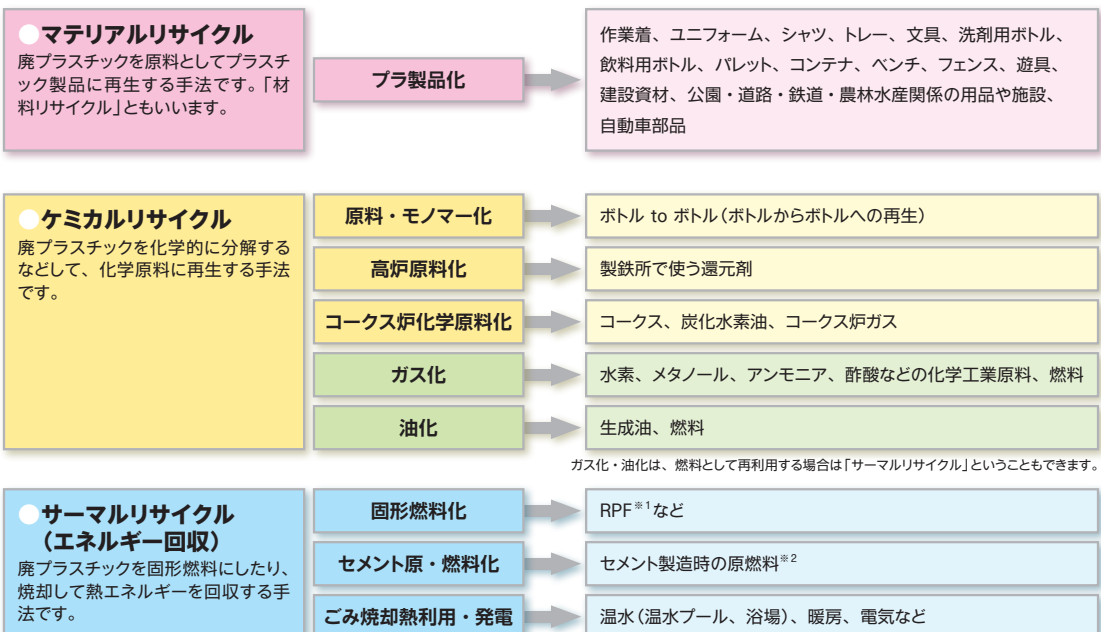 ●マテリアルリサイクル
廃プラスチックを原料としてプラスチ
ック製品に再生する手法です。「材
料リサイクル」ともいいます。
プラ製品化
作業着、ユニフォーム、シャツ、トレー、文具、洗剤用ボトル、
飲料用ボトル、パレット、コンテナ、ベンチ、フェンス、遊具、
建設資材、公園・道路・鉄道・農林水産関係の用品や施設、
自動車部品
●ケミカルリサイクル
廃プラスチックを化学的に分解する
などして、化学原料に再生する手法
です。
原料・モノマー化
ボトル to ボトル(ボトルからボトルへの再生)
高炉原料化
製鉄所で使う還元剤
コークス炉化学原料化
コークス、炭化水素油、コークス炉ガス
ガス化
水素、メタノール、アンモニア、酢酸などの化学工業原料、燃料
油化
生成油、燃料
ガス化・油化は、燃料として再利用する場合は「サーマルリサイクル」ということもできます。
●サーマルリサイクル
(エネルギー回収)
廃プラスチックを固形燃料にしたり、
焼却して熱エネルギーを回収する手
法です。
固形燃料化
RPF※1など
セメント原・燃料化
セメント製造時の原燃料※2
ごみ焼却熱利用・発電
温水(温水プール、浴場)、暖房、電気など